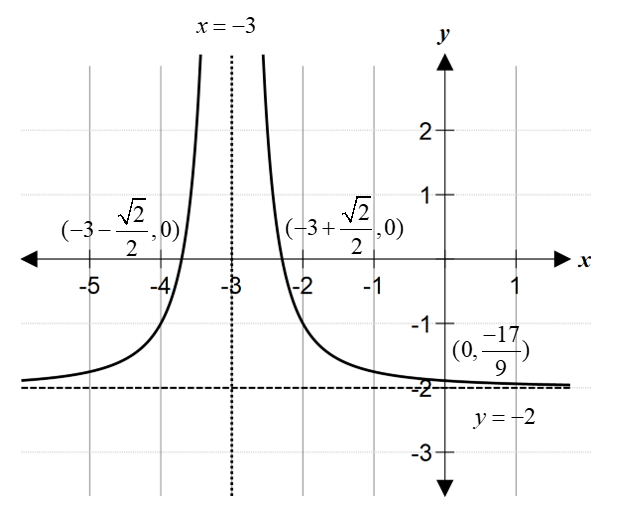 x = −3
y
2
1
(−3−√2/2,0)
(−3+√2/2,0)
x
-5 -4 -3 -2 -1 1
-1
(0,−17/9)
-2
y = −2
-3